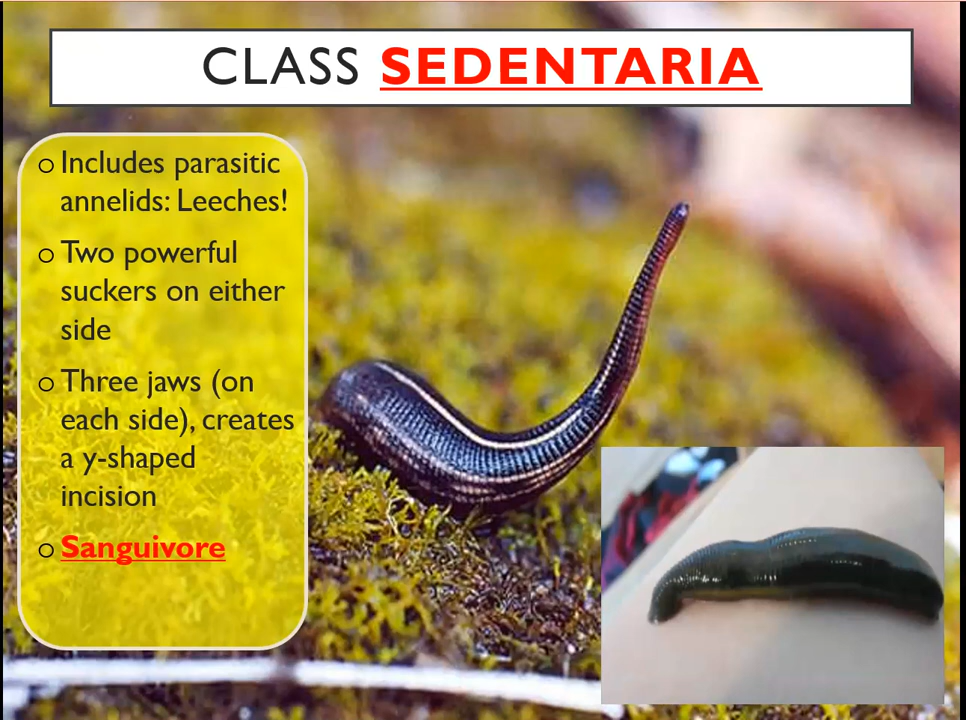 CLASS SEDENTARIA
o Includes parasitic
annelids: Leeches!
o Two powerful
suckers on either
side
o Three jaws (on
each side), creates
a y-shaped
incision
o Sanguivore